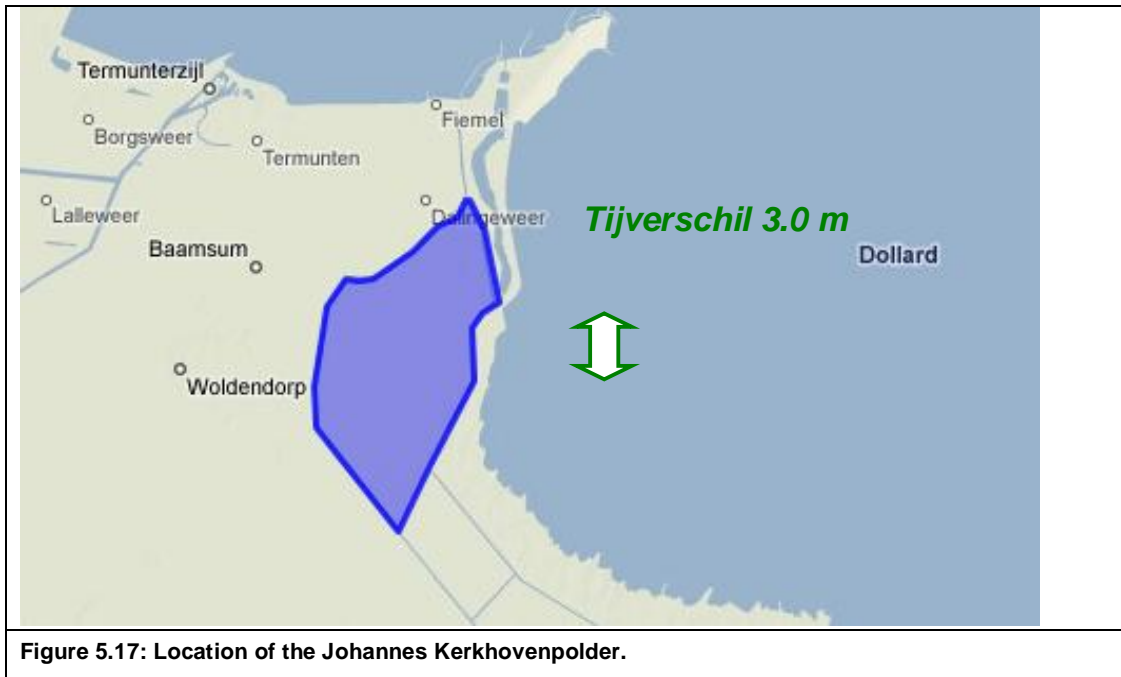 Termunterzijl
Fiemel
Borgsweer
Termunten
Lalleweer
Dalingeweer
Tijverschil 3.0 m
Baamsum
Dollard
Woldendorp
Figure 5.17: Location of the Johannes Kerkhovenpolder.